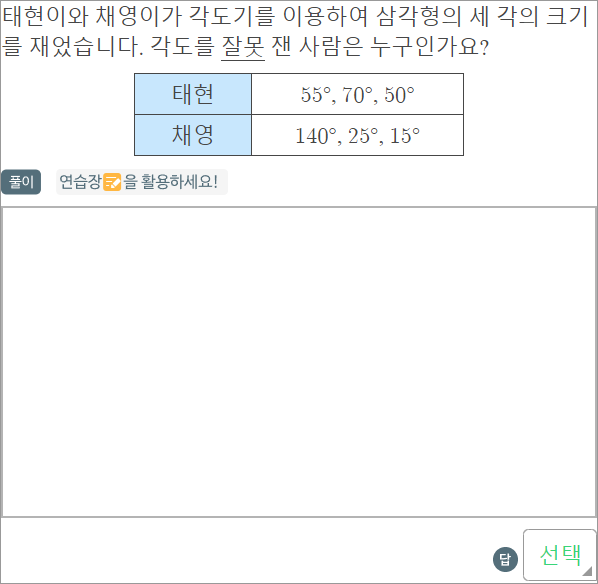 태현이와 채영이가 각도기를 이용하여 삼각형의 세 각의 크기
를 재었습니다. 각도를 잘못 잰 사람은 누구인가요?
태현 55°, 70°, 50°
채영 140°, 25°, 15°
풀이 연습장을 활용하세요!
답 선택